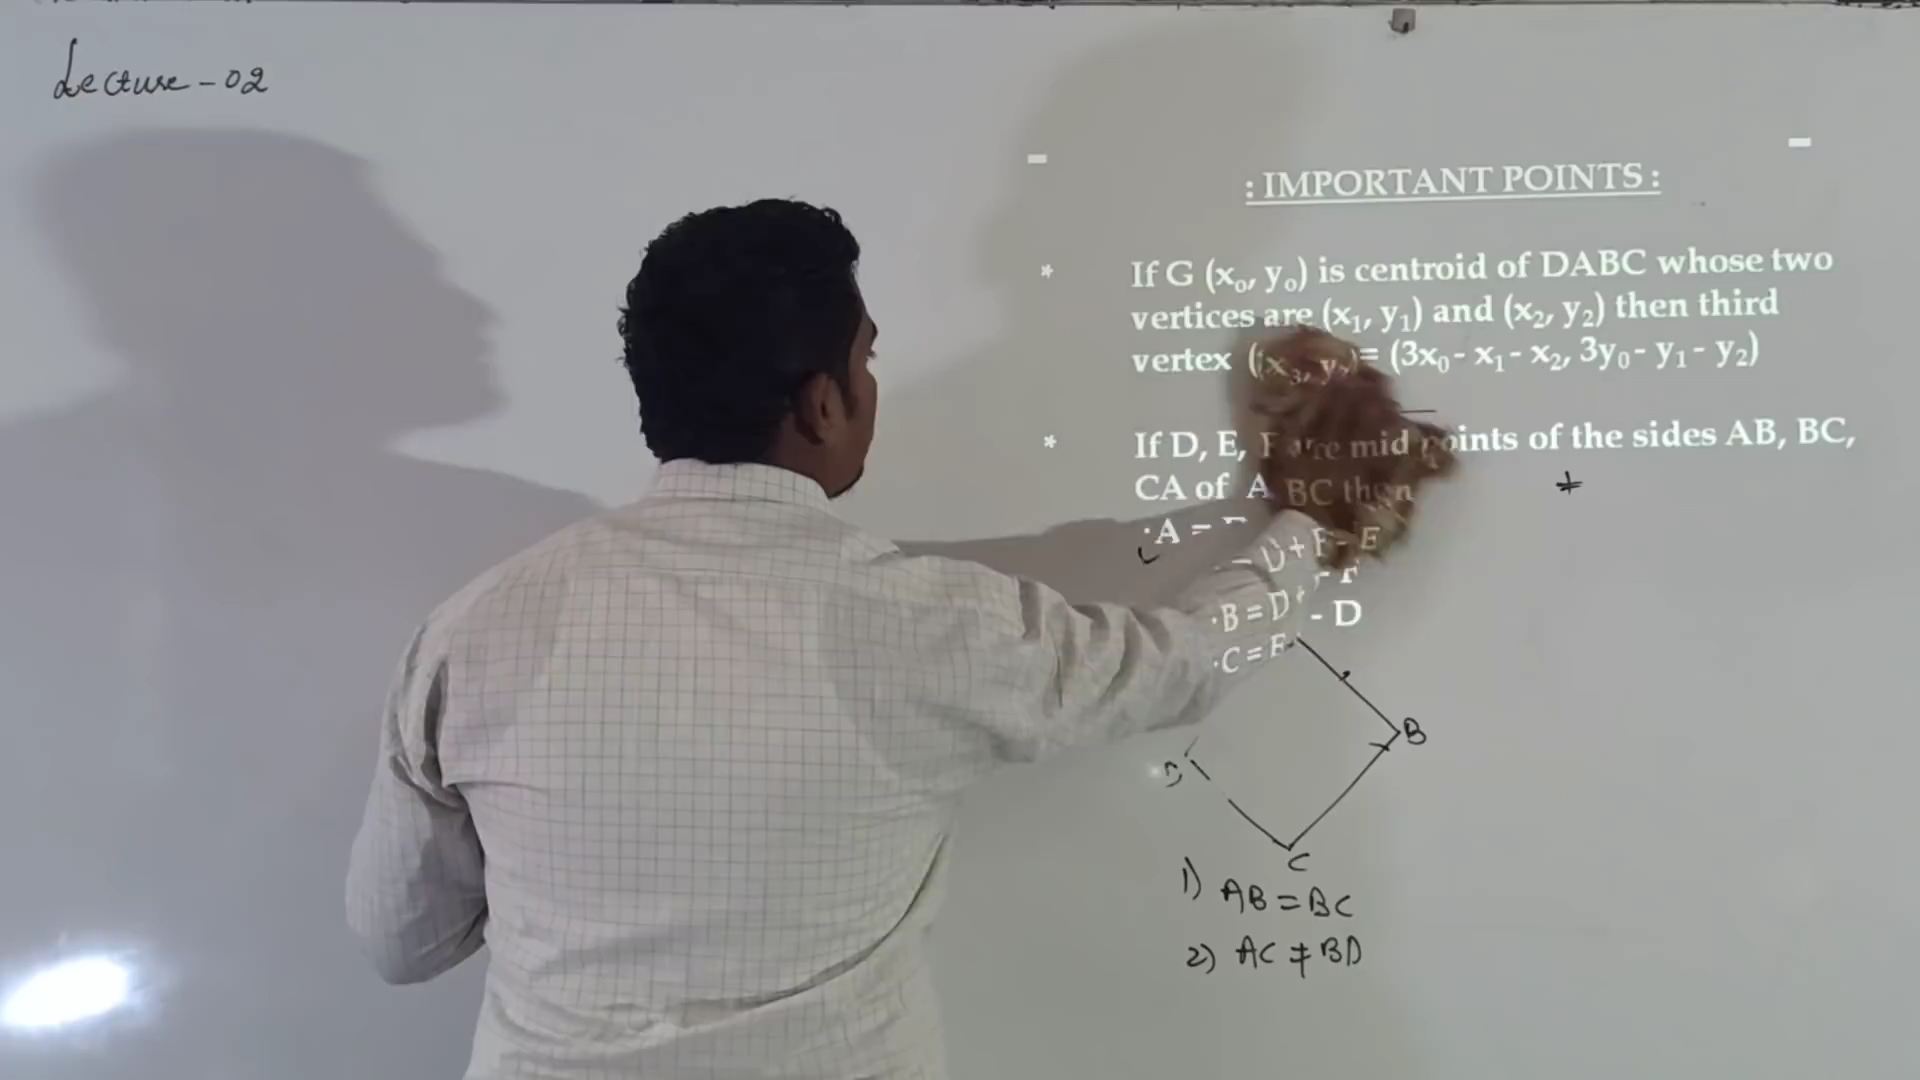 Lecture-02
: IMPORTANT POINTS :
* If G (x₀, y₀) is centroid of DABC whose two
vertices are (x₁, y₁) and (x₂, y₂) then third
vertex (x₃, y₃)= (3x₀ - x₁ - x₂, 3y₀ - y₁ - y₂)
* If D, E, F are mid points of the sides AB, BC,
CA of A BC then
·A = D + F - E
·B = D + - F
·C = F - D
B
D
C
1) AB = BC
2) AC ≠ BD